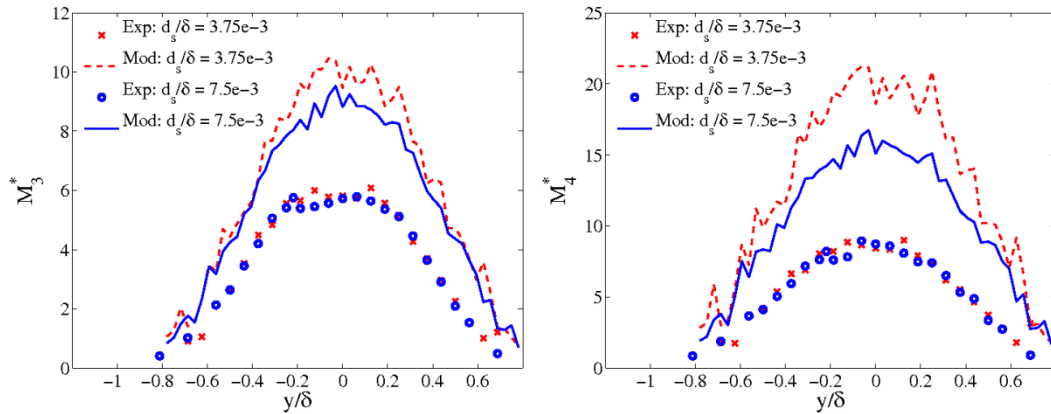 12
10
8
6
4
2
0
M*3
Exp: ds/δ = 3.75e-3
Mod: ds/δ = 3.75e-3
Exp: ds/δ = 7.5e-3
Mod: ds/δ = 7.5e-3
−1 −0.8 −0.6 −0.4 −0.2 0 0.2 0.4 0.6
y/δ
25
20
15
10
5
0
M*4
Exp: ds/δ = 3.75e-3
Mod: ds/δ = 3.75e-3
Exp: ds/δ = 7.5e-3
Mod: ds/δ = 7.5e-3
−1 −0.8 −0.6 −0.4 −0.2 0 0.2 0.4 0.6
y/δ